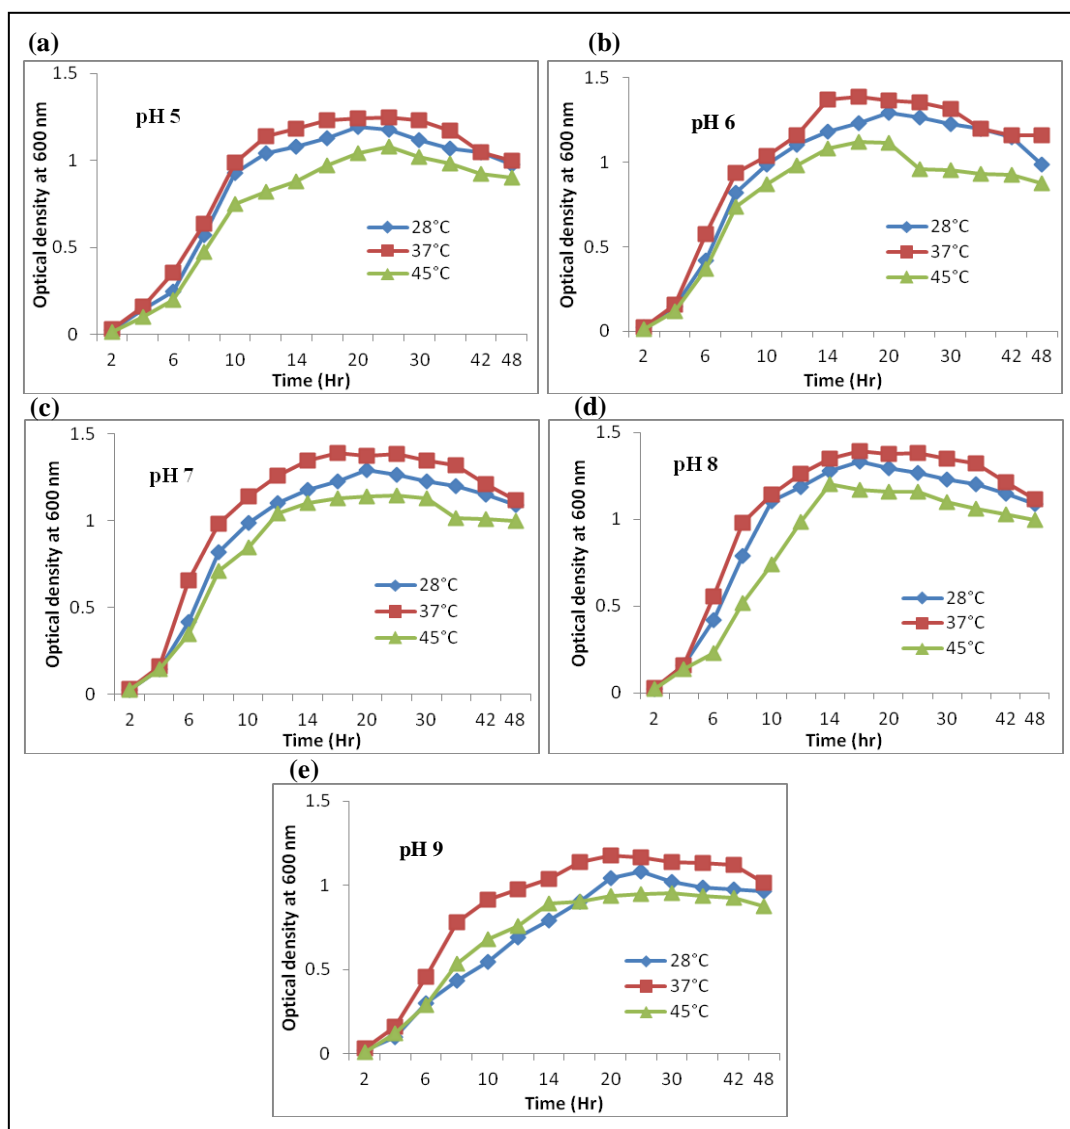 (a)
pH 5
Optical density at 600 nm
1.5
1
0.5
0
28°C
37°C
45°C
2 6 10 14 20 30 42 48
Time (Hr)
(b)
pH 6
Optical density at 600 nm
1.5
1
0.5
0
28°C
37°C
45°C
2 6 10 14 20 30 42 48
Time (Hr)
(c)
pH 7
Optical density at 600 nm
1.5
1
0.5
0
28°C
37°C
45°C
2 6 10 14 20 30 42 48
Time (Hr)
(d)
pH 8
Optical density at 600 nm
1.5
1
0.5
0
28°C
37°C
45°C
2 6 10 14 20 30 42 48
Time (hr)
(e)
pH 9
Optical density at 600 nm
1.5
1
0.5
0
28°C
37°C
45°C
2 6 10 14 20 30 42 48
Time (Hr)